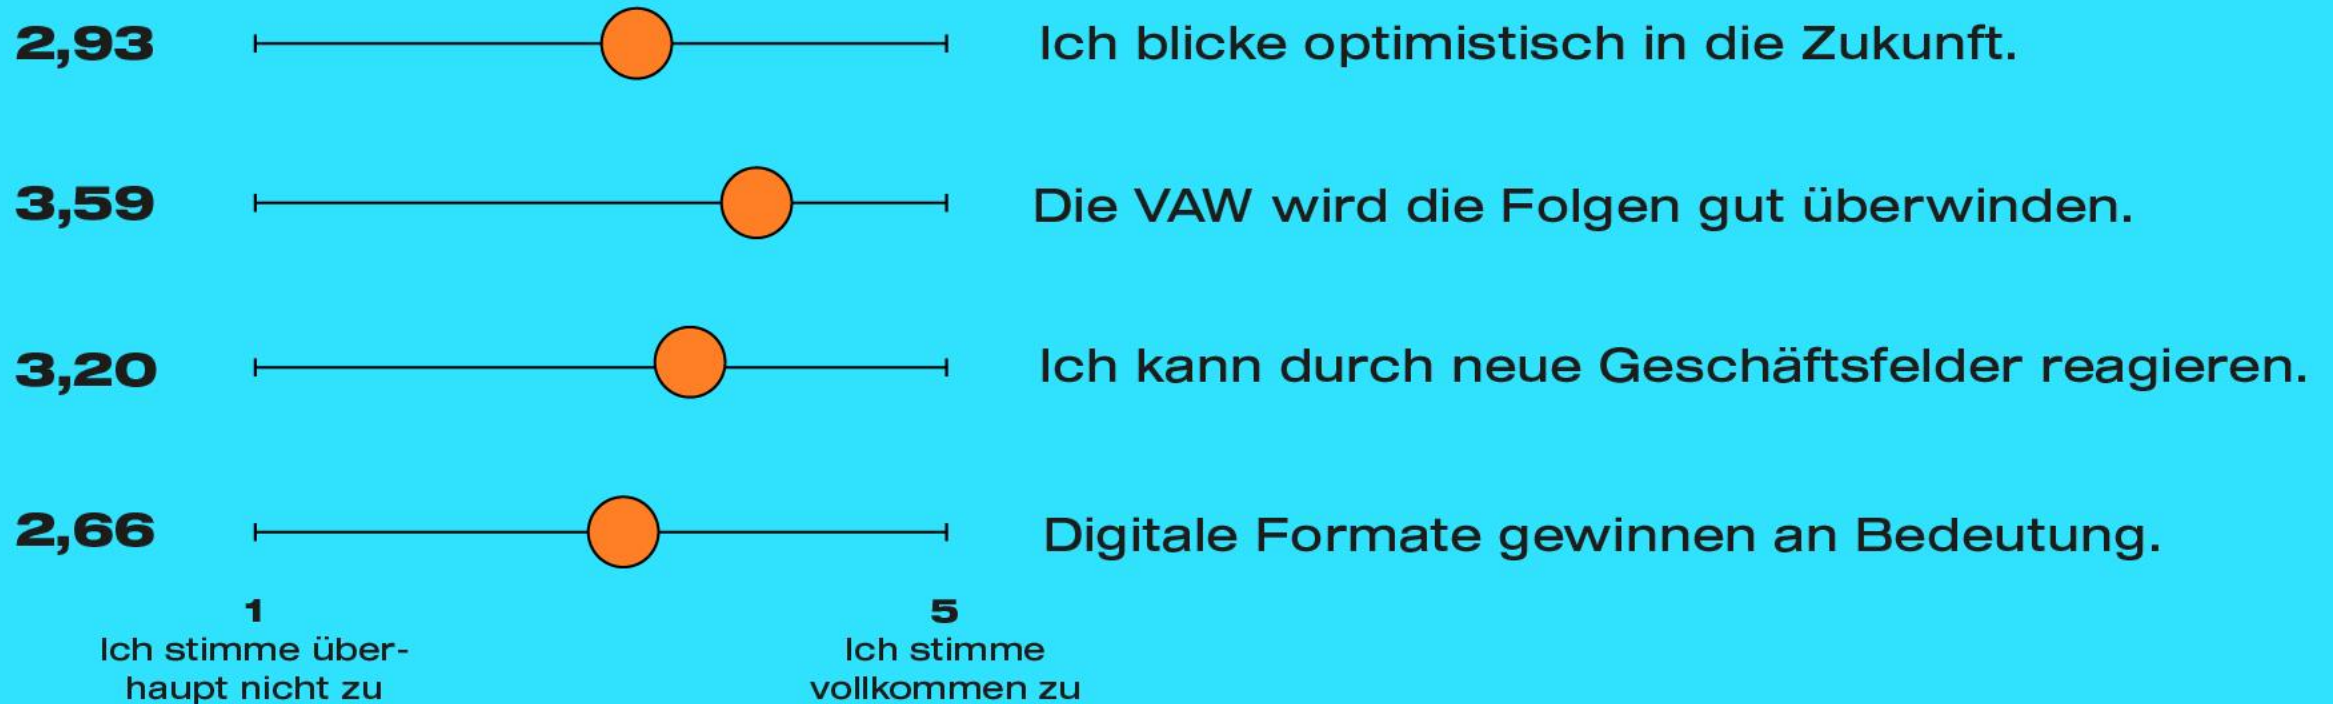 2,93 Ich blicke optimistisch in die Zukunft.
3,59 Die VAW wird die Folgen gut überwinden.
3,20 Ich kann durch neue Geschäftsfelder reagieren.
2,66 Digitale Formate gewinnen an Bedeutung.
1
Ich stimme über-
haupt nicht zu
5
Ich stimme
vollkommen zu